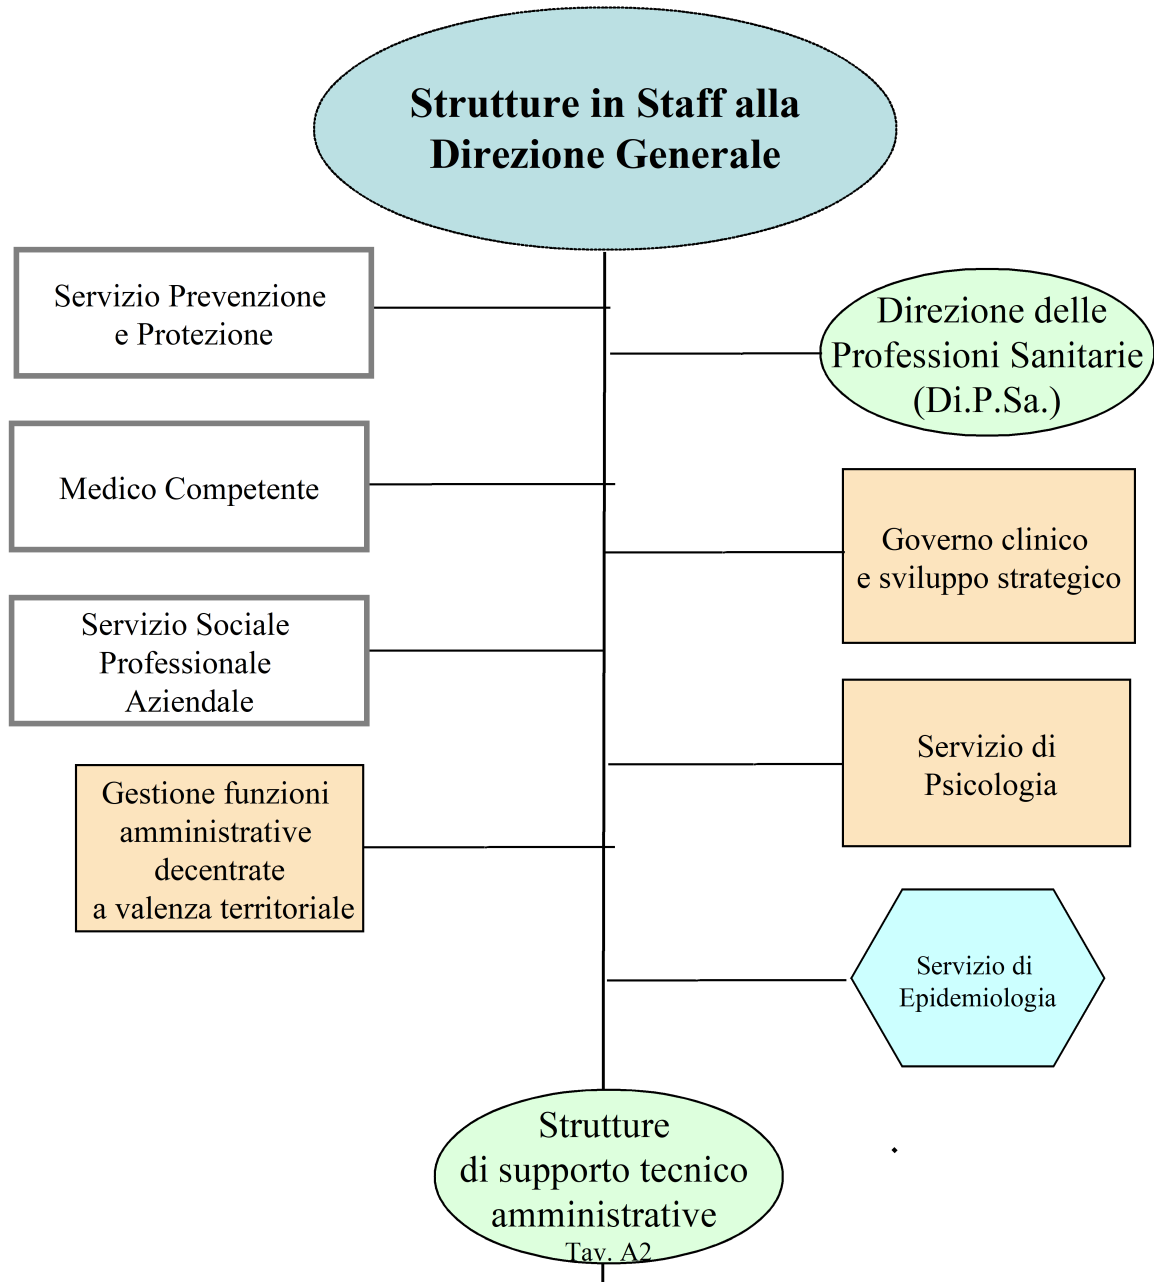 Strutture in Staff alla
Direzione Generale
Servizio Prevenzione
e Protezione
Direzione delle
Professioni Sanitarie
(Di.P.Sa.)
Medico Competente
Governo clinico
e sviluppo strategico
Servizio Sociale
Professionale
Aziendale
Servizio di
Psicologia
Gestione funzioni
amministrative
decentrate
a valenza territoriale
Servizio di
Epidemiologia
Strutture
di supporto tecnico
amministrative
Tav. A2